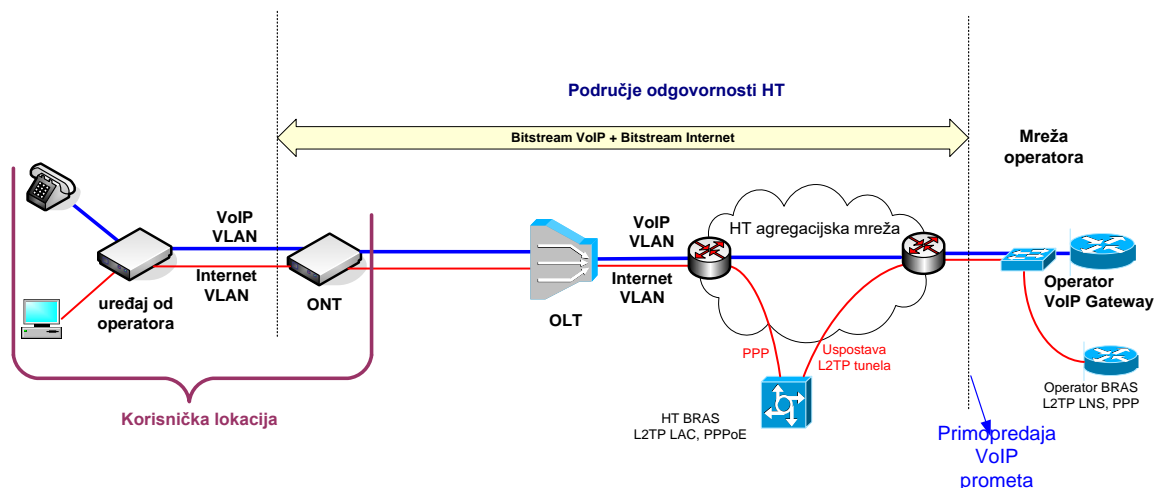 Područje odgovornosti HT
Bitstream VoIP + Bitstream Internet
Mreža
operatora
VoIP
VLAN
Internet
VLAN
uređaj od
operatora
ONT
OLT
VoIP
VLAN
Internet
VLAN
HT agregacijska mreža
Operator
VoIP Gateway
PPP
Uspostava
L2TP tunela
HT BRAS
L2TP LAC, PPPoE
Operator BRAS
L2TP LNS, PPP
Korisnička lokacija
Primopredaja
VoIP
prometa